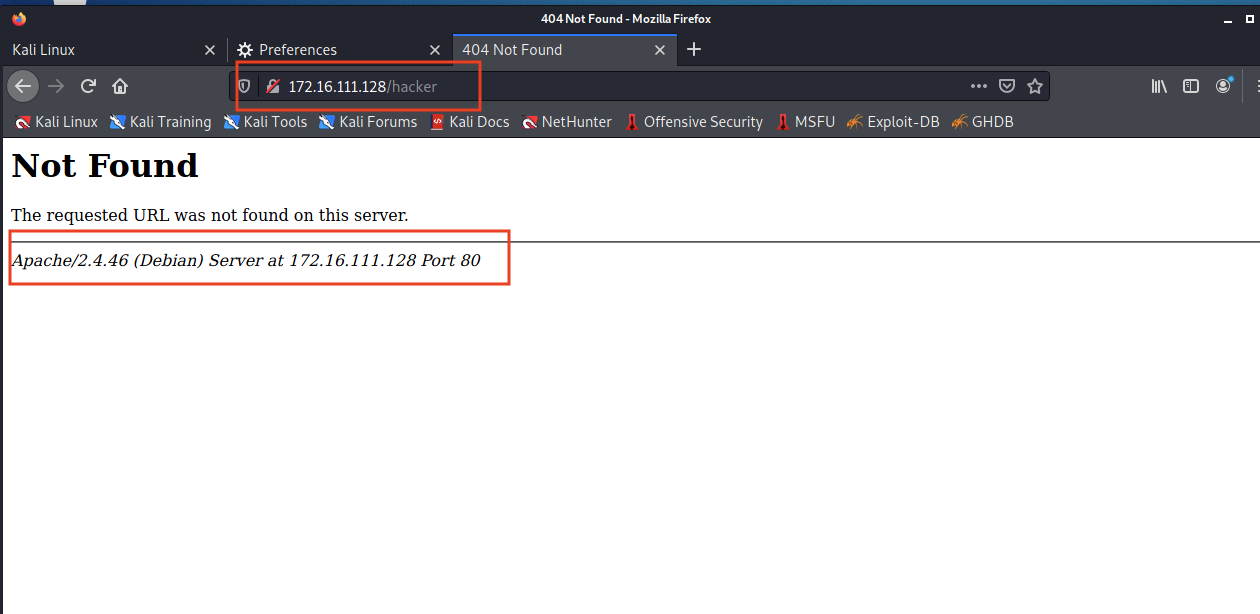 404 Not Found - Mozilla Firefox
Kali Linux Preferences 404 Not Found
172.16.111.128/hacker
Kali Linux Kali Training Kali Tools Kali Forums Kali Docs NetHunter Offensive Security MSFU Exploit-DB GHDB
Not Found
The requested URL was not found on this server.
Apache/2.4.46 (Debian) Server at 172.16.111.128 Port 80